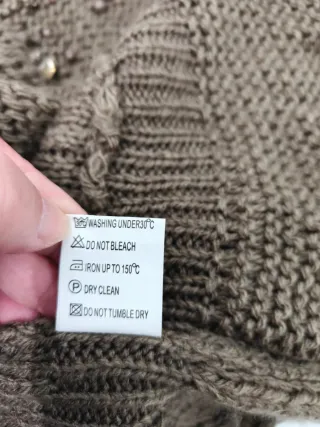 WASHING UNDER30°C
DO NOT BLEACH
IRON UP TO 150°C
P DRY CLEAN
DO NOT TUMBLE DRY